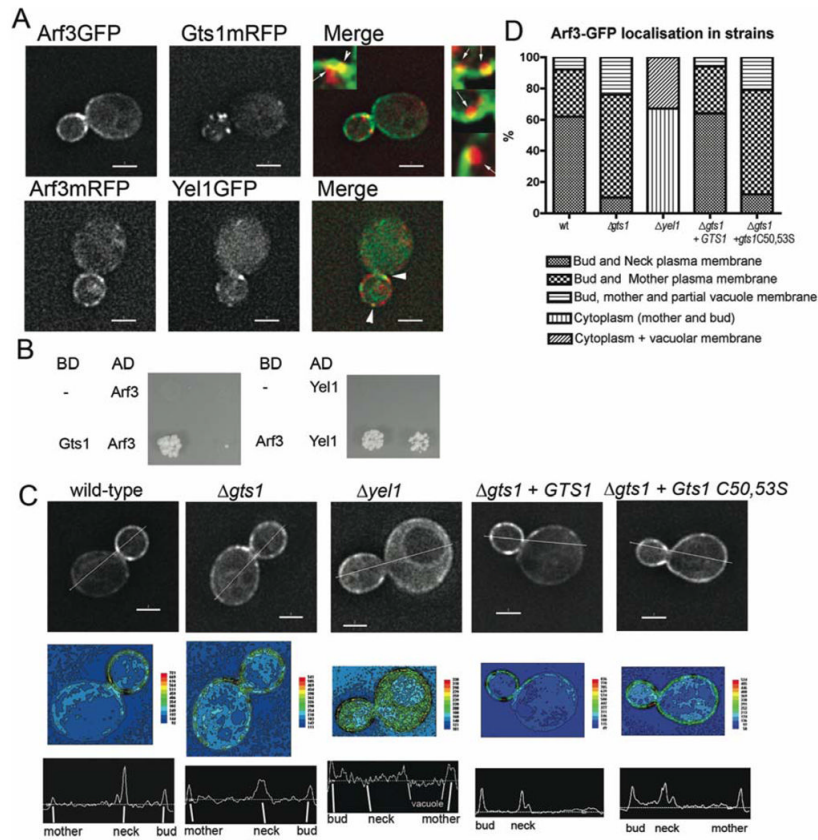 A
Arf3GFP Gts1mRFP Merge
Arf3mRFP Yel1GFP Merge
B
BD AD BD AD
- Arf3 - Yel1
Gts1 Arf3 Arf3 Yel1
C
wild-type Δgts1 Δyel1 Δgts1 + GTS1 Δgts1 + Gts1 C50,53S
mother neck bud
mother neck bud
bud neck vacuole mother
bud neck
bud neck mother
D
Arf3-GFP localisation in strains
100
80
60
40
20
0
%
wt Δgts1 Δyel1 Δgts1 + GTS1 Δgts1 +gts1C50,53S
Bud and Neck plasma membrane
Bud and Mother plasma membrane
Bud, mother and partial vacuole membrane
Cytoplasm (mother and bud)
Cytoplasm + vacuolar membrane